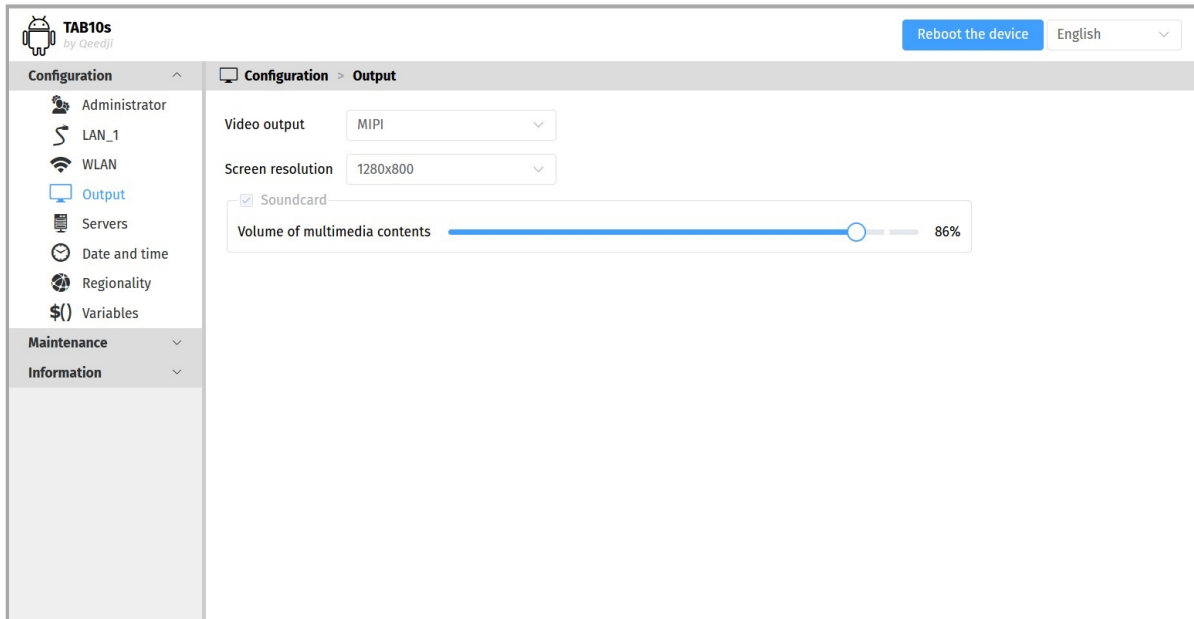 TAB10s
by Qeedji
Reboot the device
English
Configuration
Administrator
LAN_1
WLAN
Output
Servers
Date and time
Regionality
$() Variables
Maintenance
Information
Configuration > Output
Video output MIPI
Screen resolution 1280x800
Soundcard
Volume of multimedia contents 86%